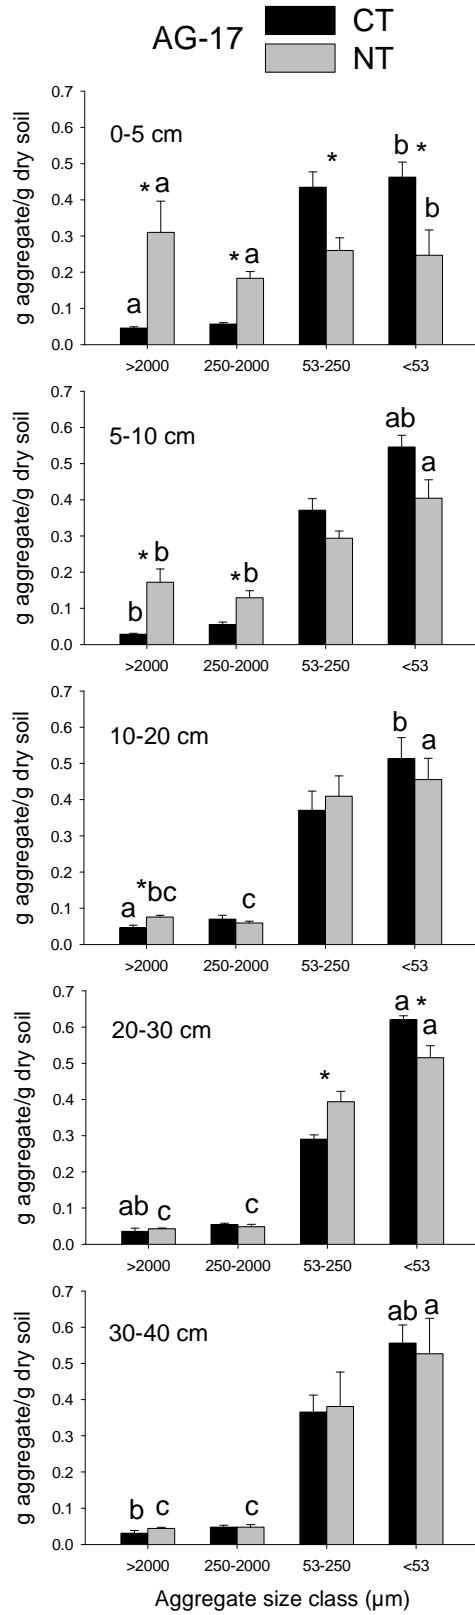 AG-17
CT
NT
g aggregate/g dry soil
0.7
0.6
0.5
0.4
0.3
0.2
0.1
0.0
0-5 cm
a
* a
* a
*
b *
b
>2000 250-2000 53-250 <53
g aggregate/g dry soil
0.7
0.6
0.5
0.4
0.3
0.2
0.1
0.0
5-10 cm
b
* b
*b
ab
a
>2000 250-2000 53-250 <53
g aggregate/g dry soil
0.7
0.6
0.5
0.4
0.3
0.2
0.1
0.0
10-20 cm
a
*bc
c
b
a
>2000 250-2000 53-250 <53
g aggregate/g dry soil
0.7
0.6
0.5
0.4
0.3
0.2
0.1
0.0
20-30 cm
ab
c
c
*
a *
a
>2000 250-2000 53-250 <53
g aggregate/g dry soil
0.7
0.6
0.5
0.4
0.3
0.2
0.1
0.0
30-40 cm
b
c
c
ab
a
>2000 250-2000 53-250 <53
Aggregate size class (µm)